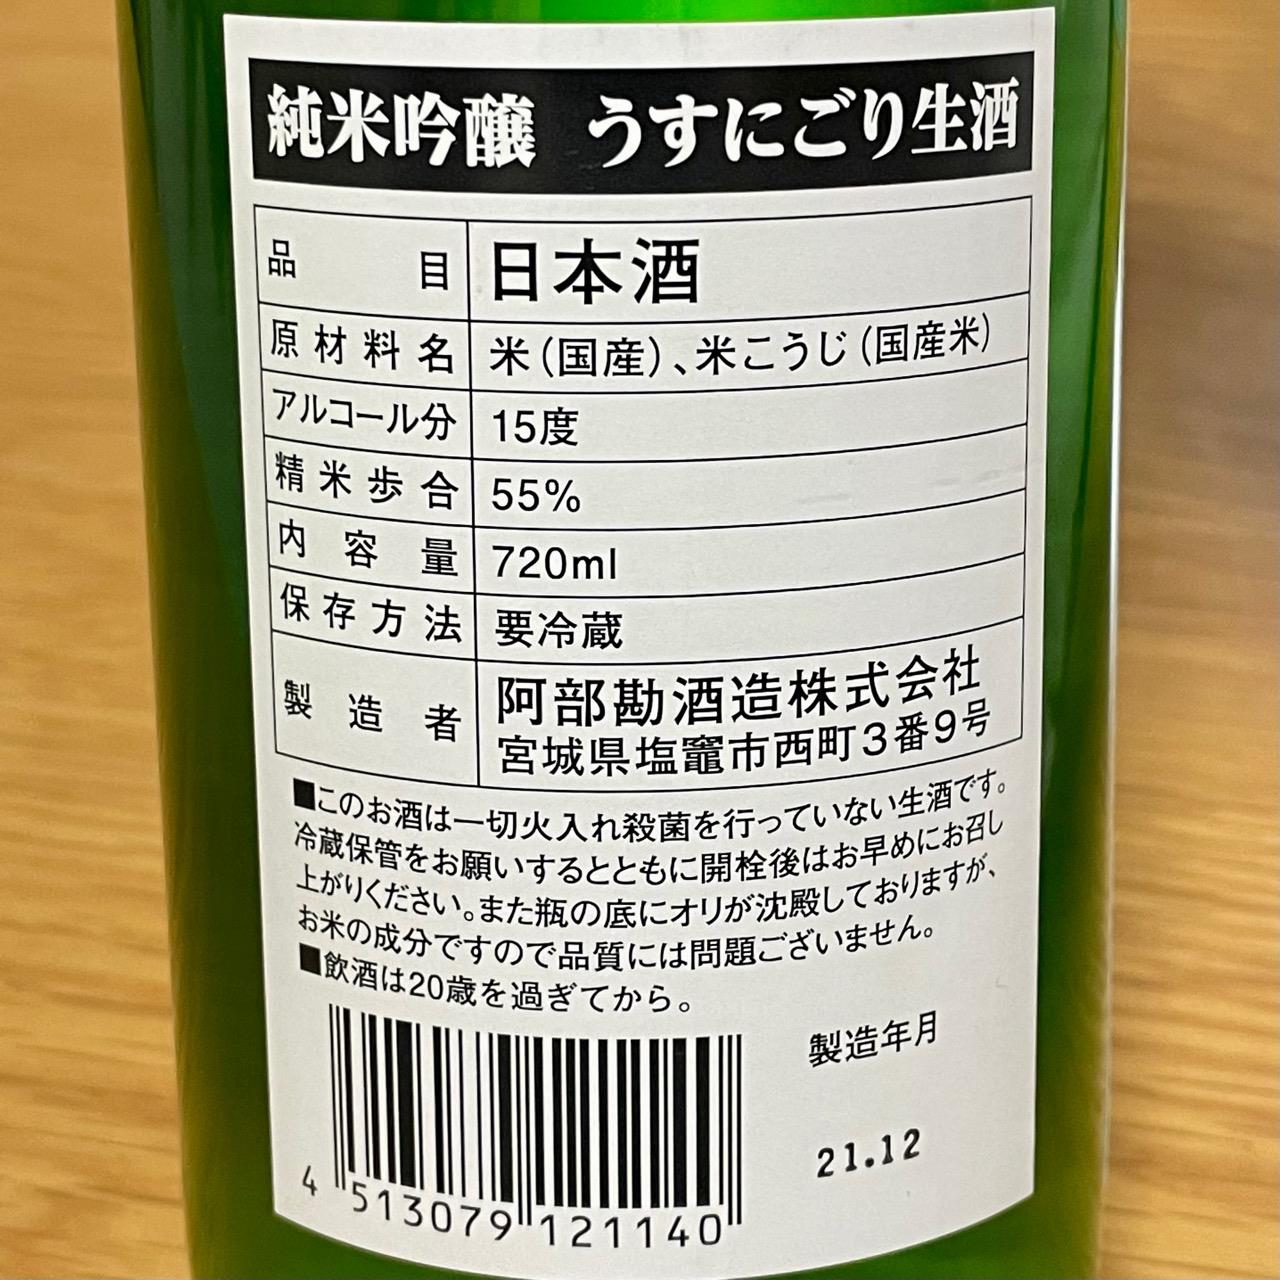 純米吟醸 うすにごり生酒
品目 日本酒
原材料名 米(国産)、米こうじ(国産米)
アルコール分 15度
精米歩合 55%
内容量 720ml
保存方法 要冷蔵
製造者 阿部勘酒造株式会社
宮城県塩竈市西町3番9号
■このお酒は一切火入れ殺菌を行っていない生酒です。
冷蔵保管をお願いするとともに開栓後はお早めにお召し
上がりください。また瓶の底にオリが沈殿しておりますが、
お米の成分ですので品質には問題ございません。
■飲酒は20歳を過ぎてから。
製造年月
21.12
4 513079 121140